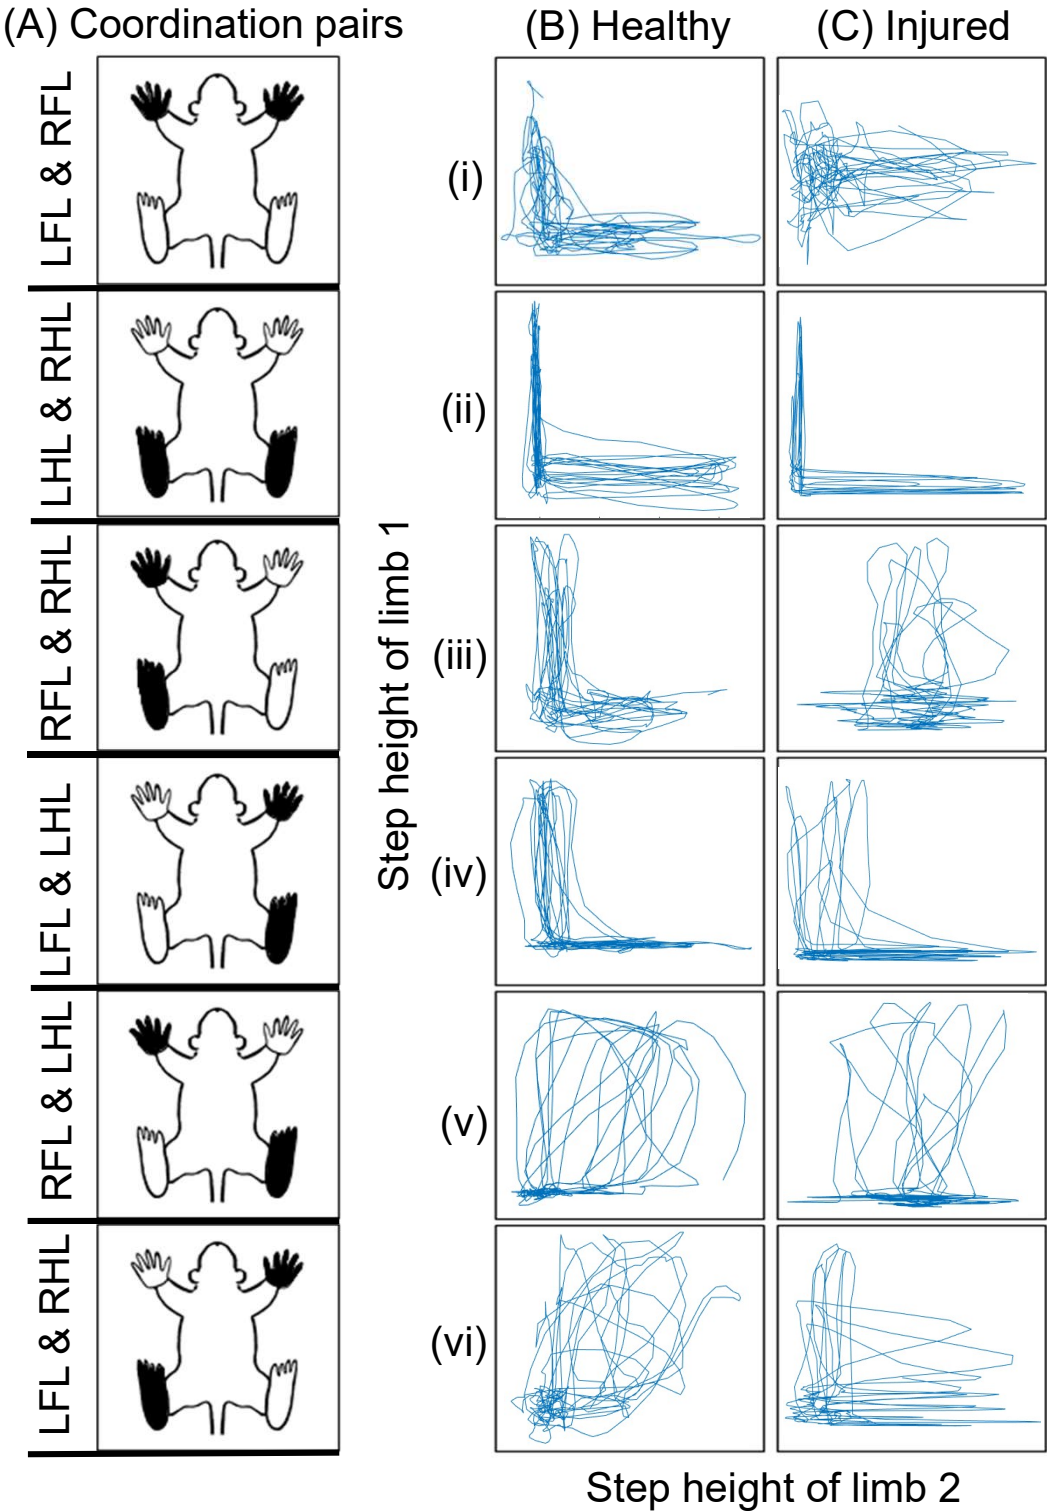 (A) Coordination pairs
(B) Healthy
(C) Injured
LFL & RFL
(i)
LHL & RHL
(ii)
RFL & RHL
(iii)
LFL & LHL
(iv)
RFL & LHL
(v)
LFL & RHL
(vi)
Step height of limb 1
Step height of limb 2